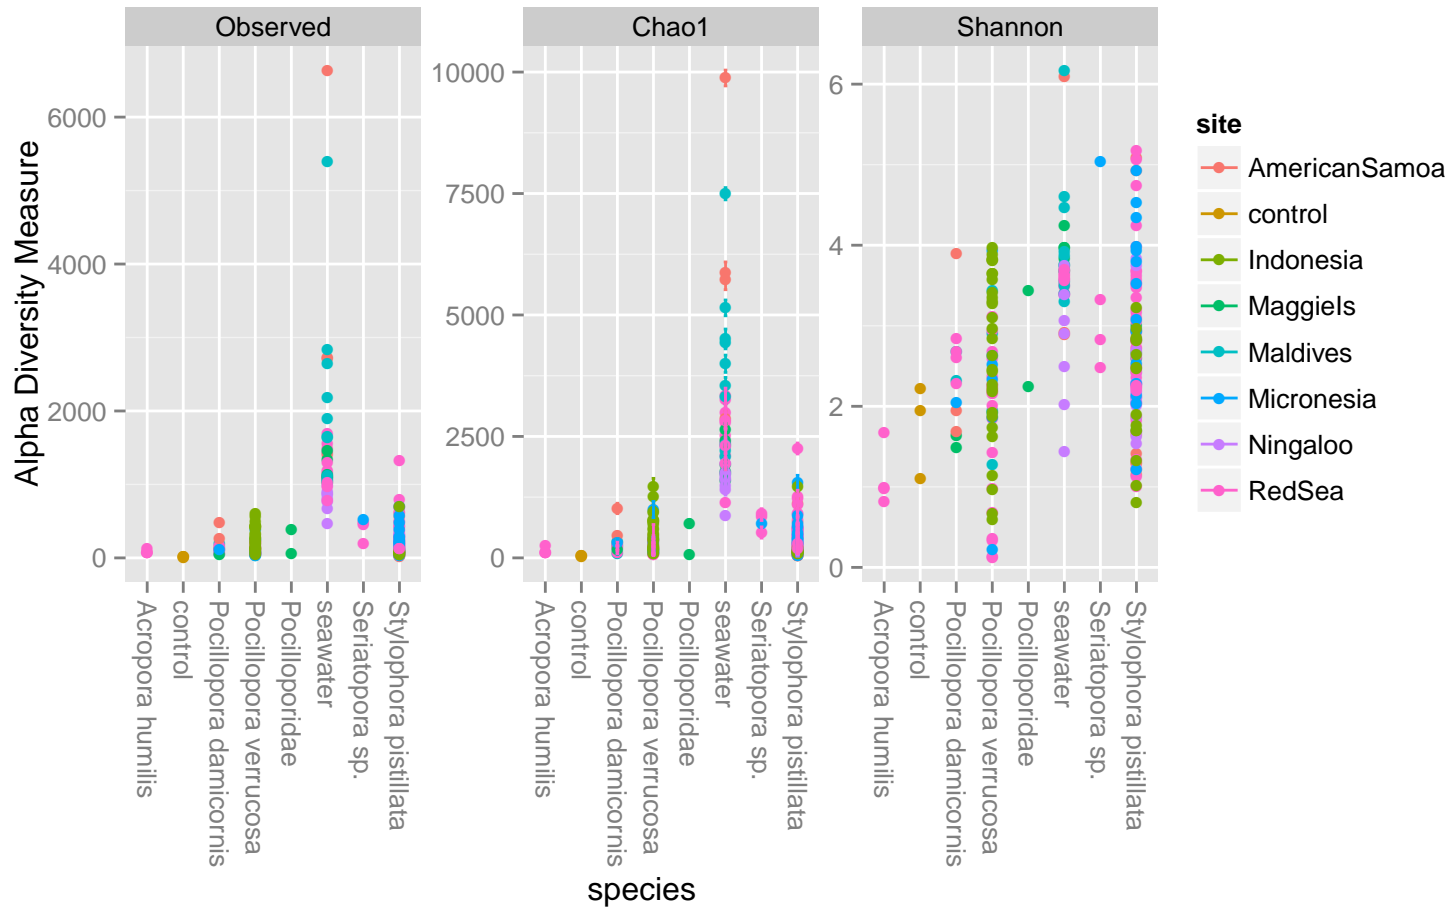 Observed
Chao1
Shannon
Alpha Diversity Measure
6000
4000
2000
0
10000
7500
5000
2500
0
6
4
2
0
Acropora humilis
control
Pocillopora damicornis
Pocillopora verrucosa
Pocilloporidae
seawater
Seriatopora sp.
Stylophora pistillata
Acropora humilis
control
Pocillopora damicornis
Pocillopora verrucosa
Pocilloporidae
seawater
Seriatopora sp.
Stylophora pistillata
Acropora humilis
control
Pocillopora damicornis
Pocillopora verrucosa
Pocilloporidae
seawater
Seriatopora sp.
Stylophora pistillata
species
site
AmericanSamoa
control
Indonesia
MaggieIs
Maldives
Micronesia
Ningaloo
RedSea